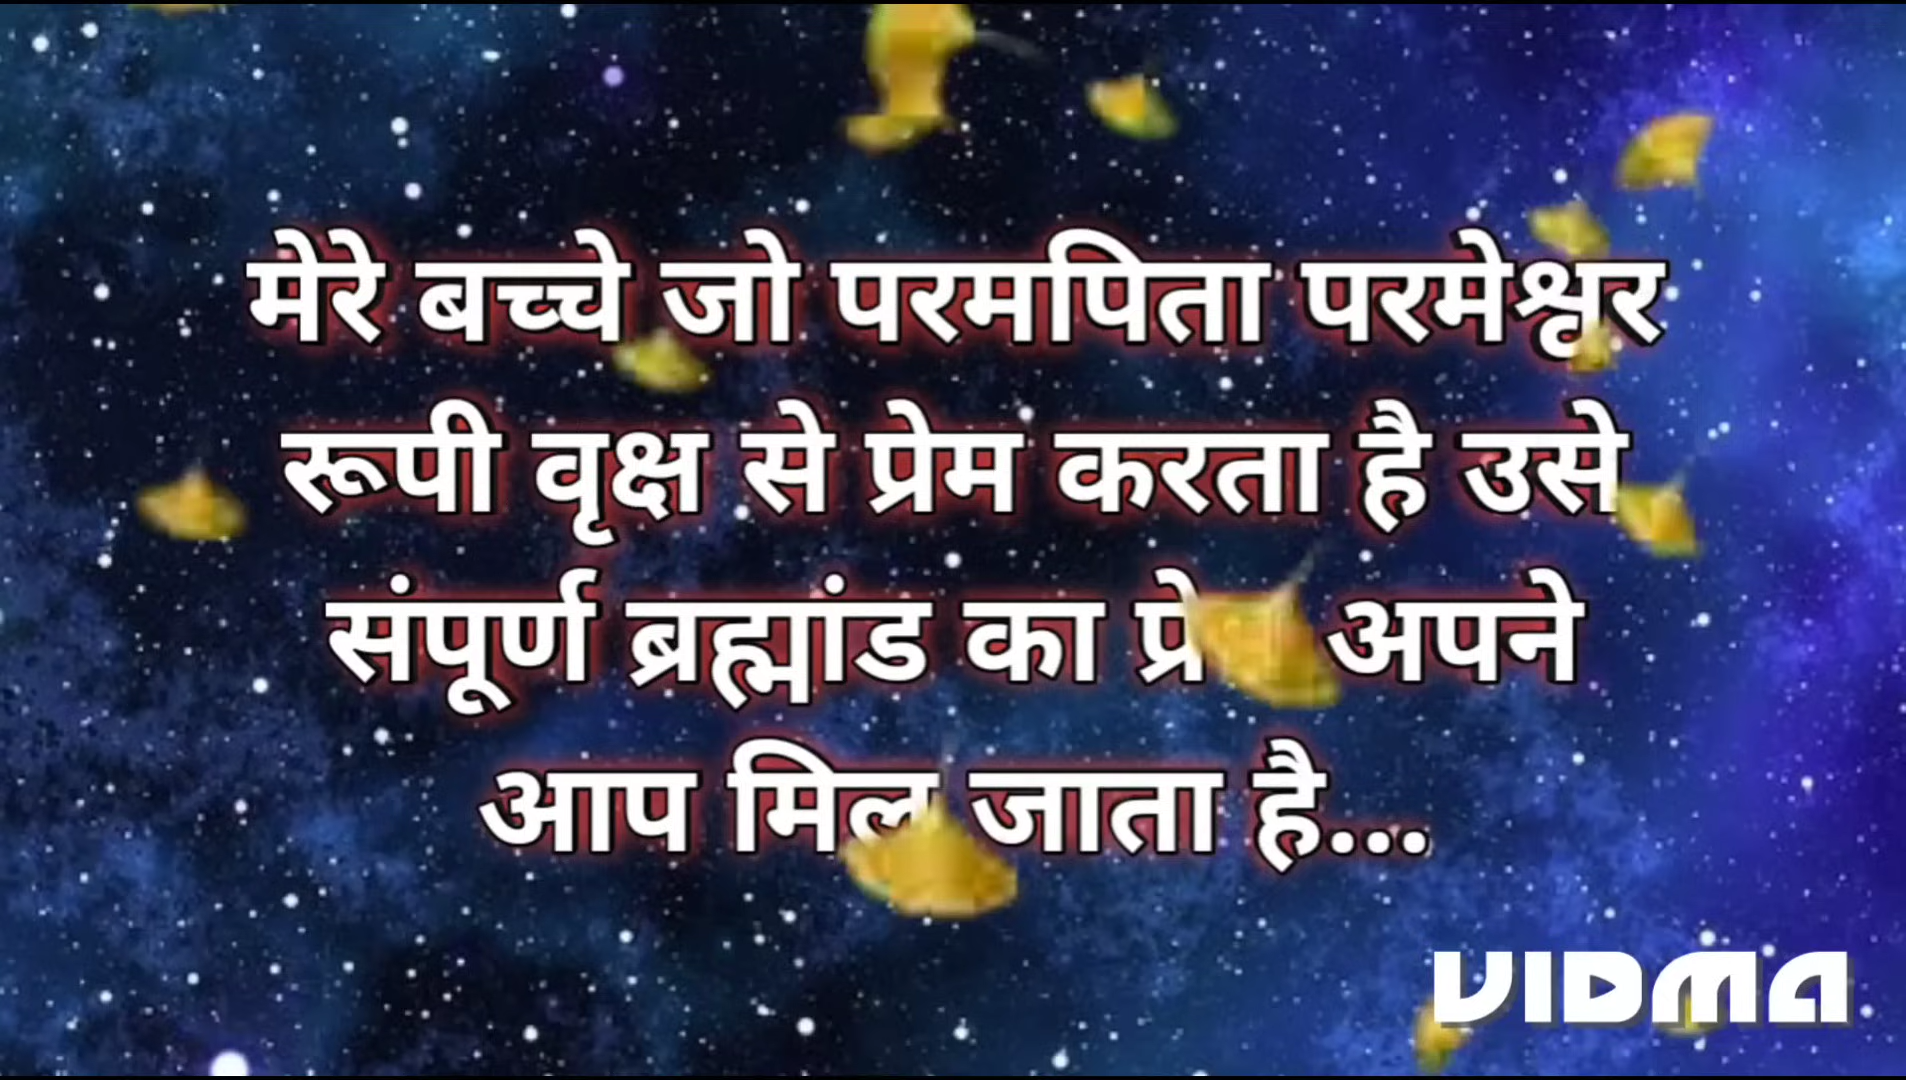 मेरे बच्चे जो परमपिता परमेश्वर
रूपी वृक्ष से प्रेम करता है उसे
संपूर्ण ब्रह्मांड का प्रेम अपने
आप मिल जाता है...
VIDMA